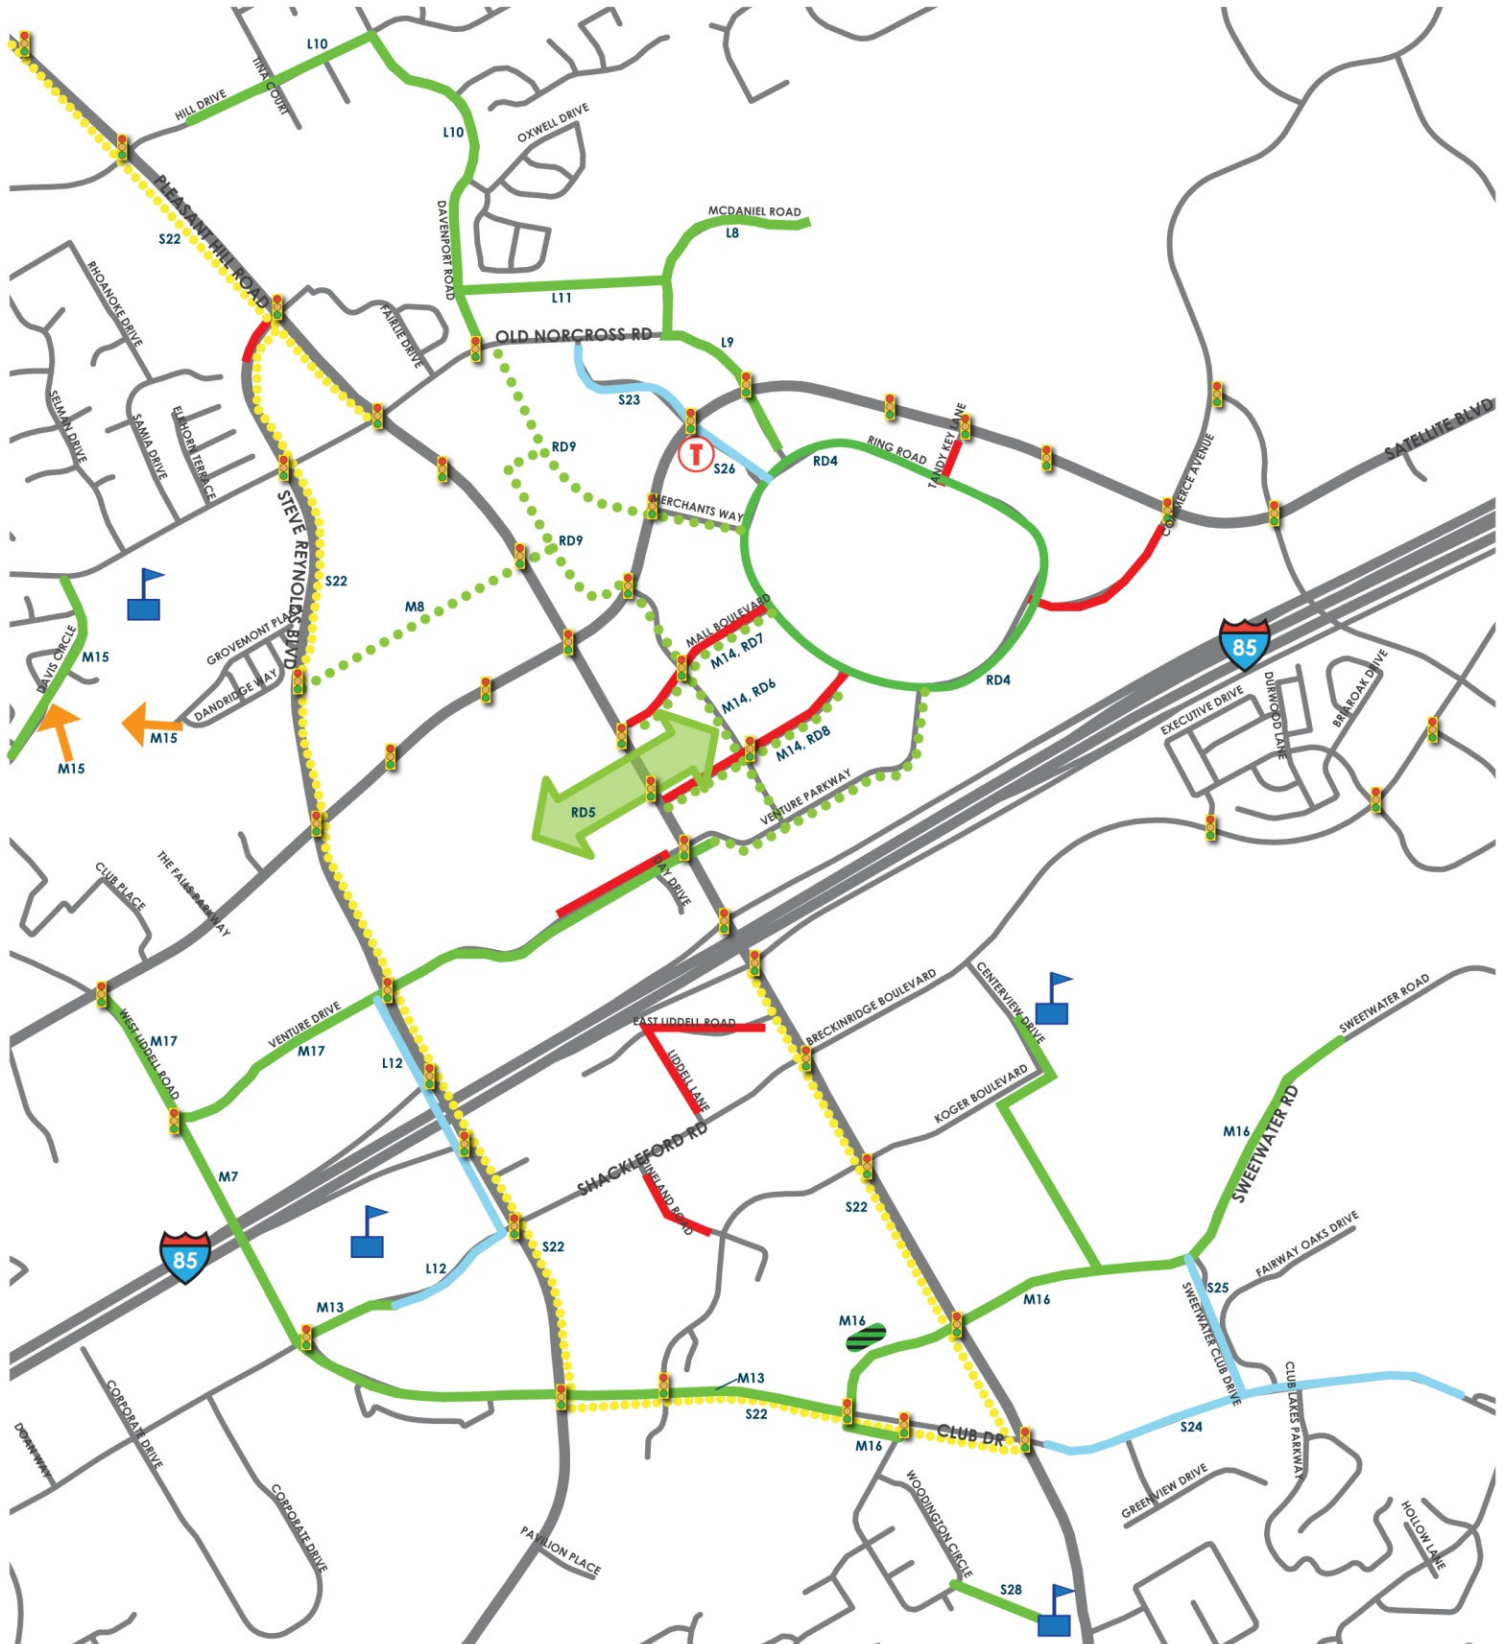 L10
HILL DRIVE
TINA COURT
L10
OXWELL DRIVE
PLEASANT HILL ROAD
S22
DAVENPORT ROAD
MCDANIEL ROAD
L8
RHOANOKE DRIVE
L11
FAIRLIE DRIVE
OLD NORCROSS RD
L9
SELMAN DRIVE
SAMIA DRIVE
ELKHORN TERRACE
S23
T
S26
RD9
RING ROAD
RD4
TANDY KEY LANE
SATELLITE BLVD
COMMERCE AVENUE
MERCHANTS WAY
STEVE REYNOLDS BLVD
RD9
S22
M8
GROVEMONT PLACE
DAVIS CIRCLE
M15
DANDRIDGE WAY
M15
M15
MALL BOULEVARD
M14, RD7
M14, RD6
M14, RD8
RD4
85
EXECUTIVE DRIVE
DURWOOD LANE
BRIAROAK DRIVE
RD5
VENTURE PARKWAY
DAY DRIVE
CLUB PLACE
THE FALLS PARKWAY
WEST LIDDELL ROAD
M17
VENTURE DRIVE
M17
L12
EAST LIDDELL ROAD
LIDDELL LANE
BRECKINRIDGE BOULEVARD
CENTERVIEW DRIVE
KOGER BOULEVARD
SWEETWATER ROAD
M16
SWEETWATER RD
M7
SHACKLEFORD RD
PINELAND ROAD
S22
S22
85
L12
M13
M16
M16
S25
FAIRWAY OAKS DRIVE
SWEETWATER CLUB DRIVE
M13
S22
M16
CLUB DR
S24
CLUB LAKES PARKWAY
CORPORATE DRIVE
DOANWAY
CORPORATE DRIVE
PAVILION PLACE
WOODINGTON CIRCLE
GREENVIEW DRIVE
HOLLOW LANE
S28